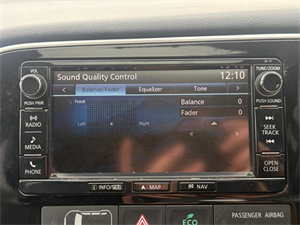 VOL
PUSH PWR
RADIO
MEDIA
PHONE
Sound Quality Control
12:10
Balance/Fader
Equalizer
Tone
Front
Left
Right
Balance 0
Fader 0
TUNE/ZOOM
PUSH SOUND
SEEK
TRACK
OPEN
CLOSE
INFO/SET
MAP
NAV
ECO
PASSENGER AIRBAG